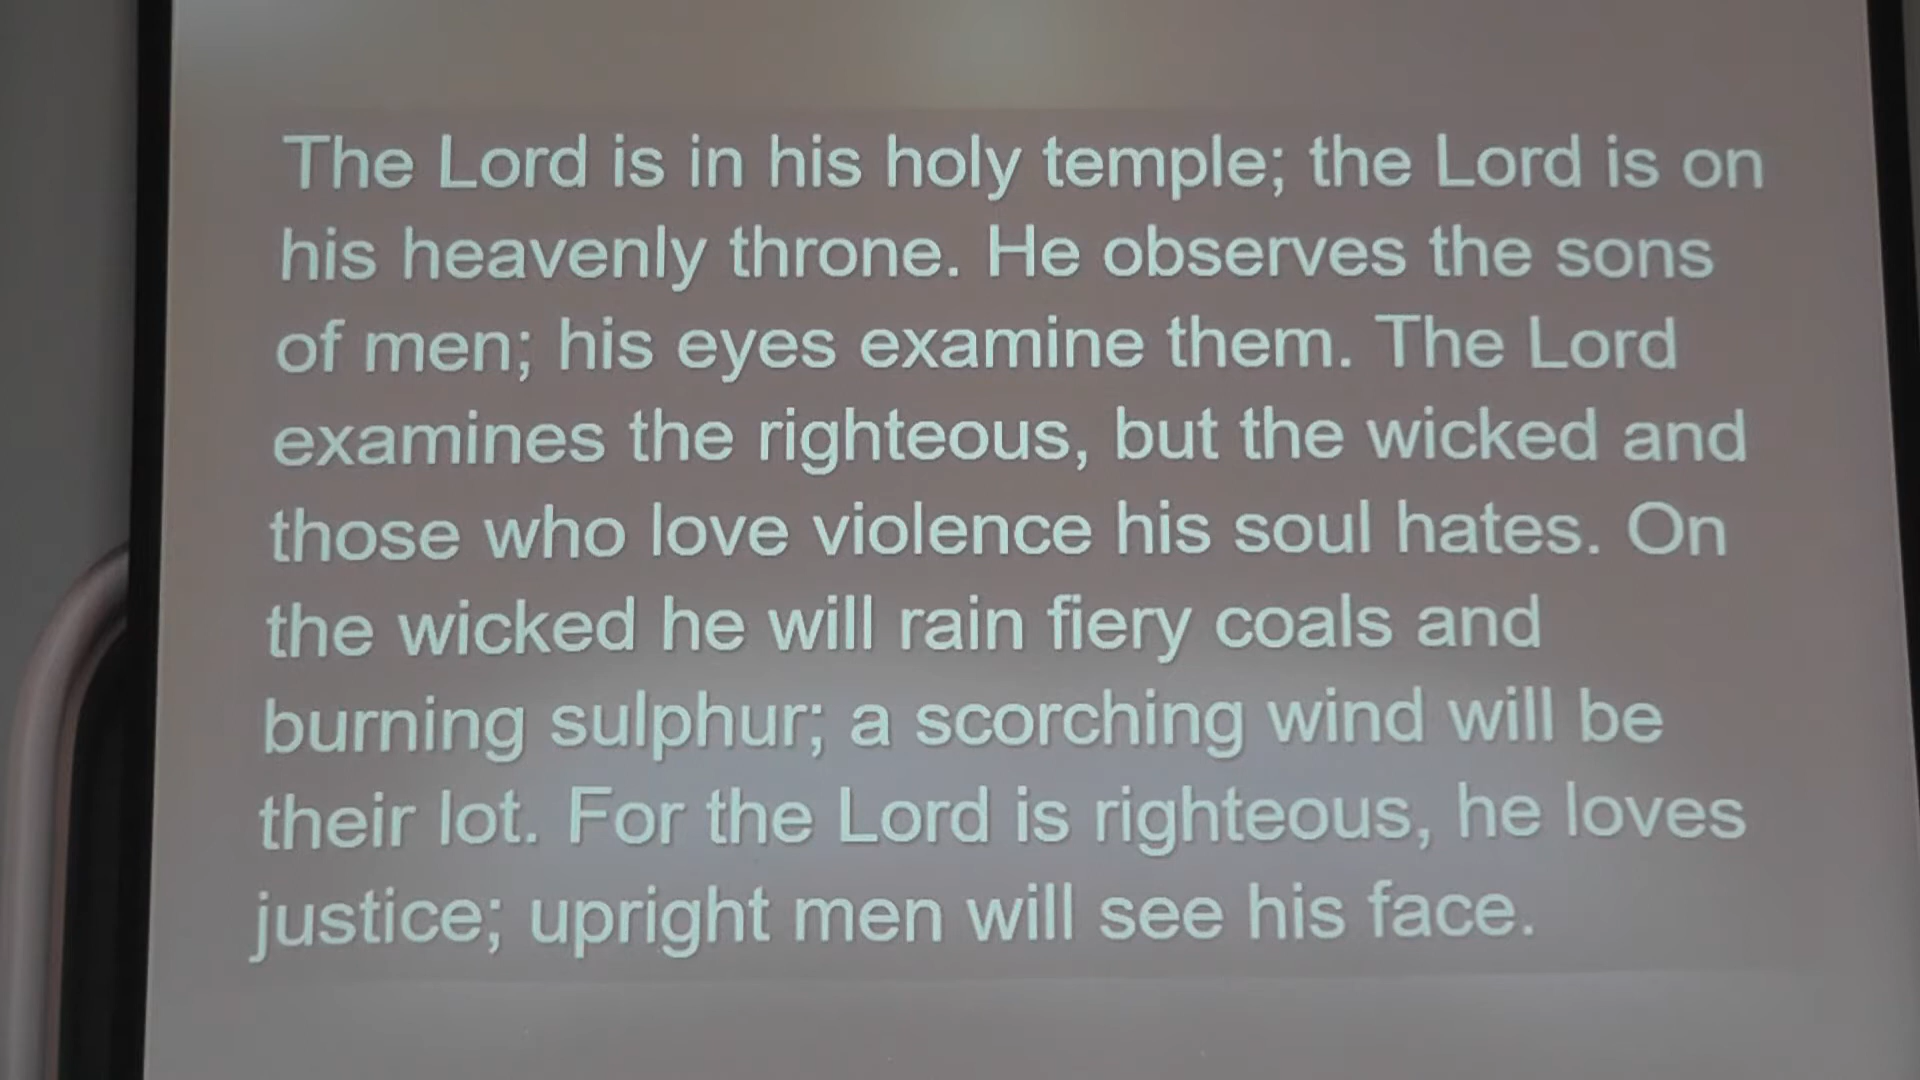 The Lord is in his holy temple; the Lord is on
his heavenly throne. He observes the sons
of men; his eyes examine them. The Lord
examines the righteous, but the wicked and
those who love violence his soul hates. On
the wicked he will rain fiery coals and
burning sulphur; a scorching wind will be
their lot. For the Lord is righteous, he loves
justice; upright men will see his face.